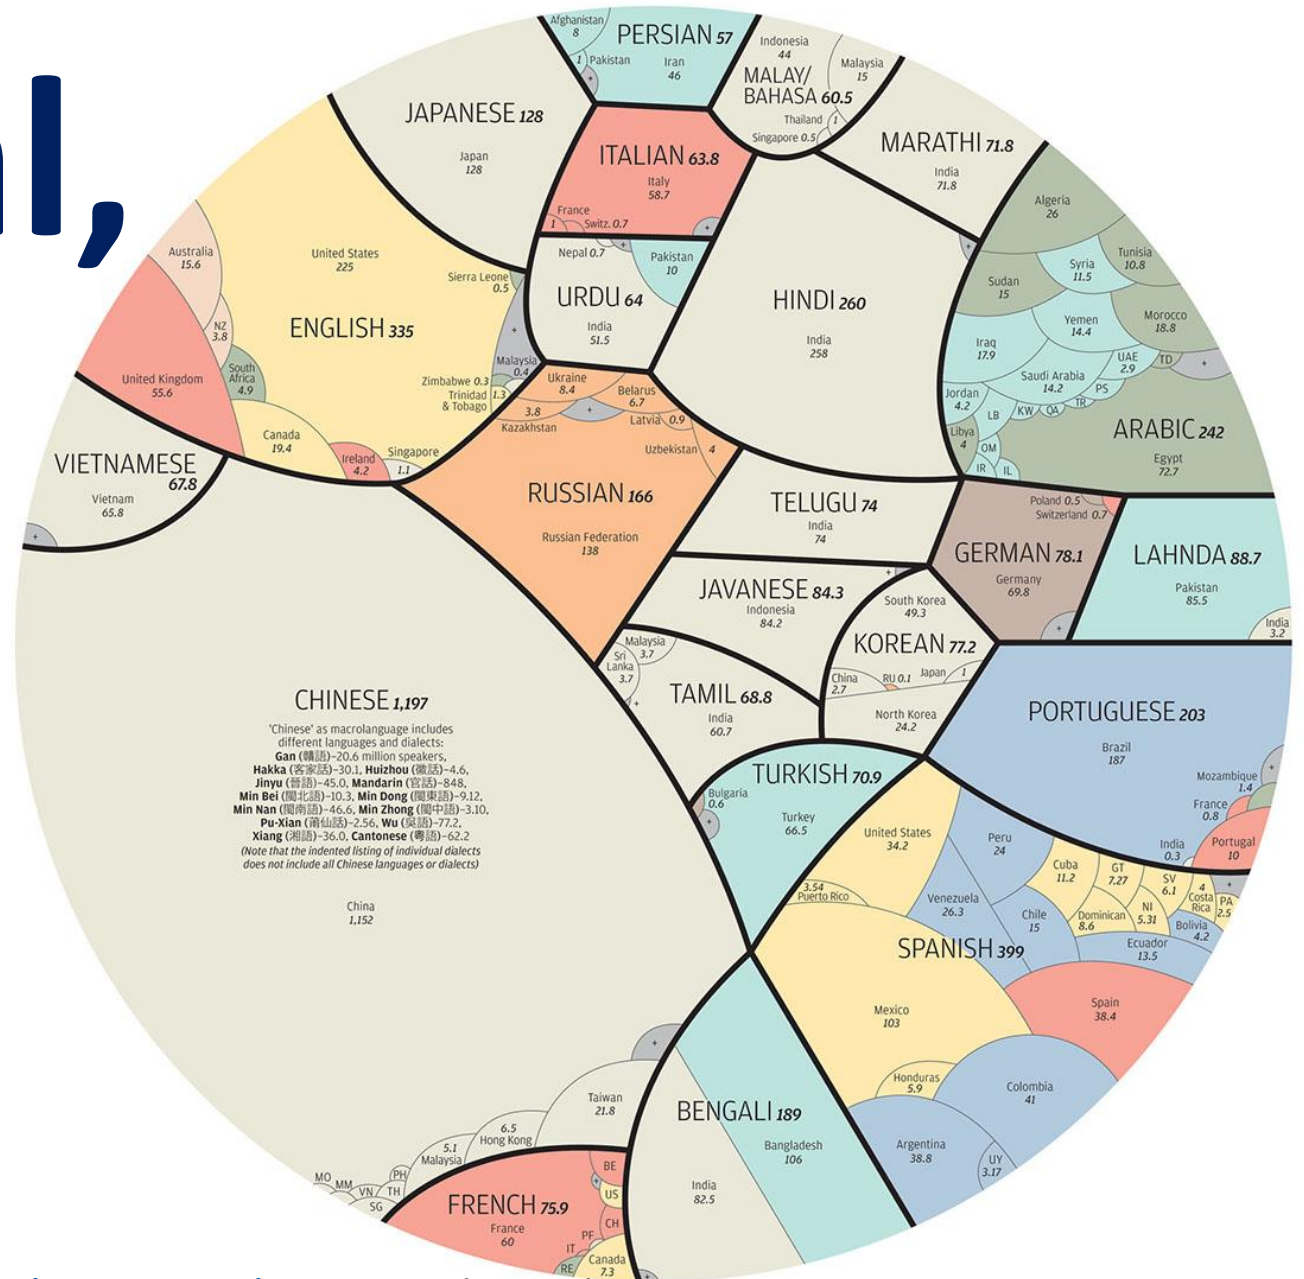 al,
Afghanistan
8
1 Pakistan
PERSIAN 57
Iran
46
Indonesia
44
MALAY/
BAHASA 60.5
Malaysia
15
Thailand 1
Singapore 0.5
JAPANESE 128
Japan
128
ITALIAN 63.8
Italy
58.7
France
1
Switz. 0.7
MARATHI 71.8
India
71.8
Algeria
26
Tunisia
10.8
Syria
11.5
Sudan
15
Morocco
18.8
Yemen
14.4
Iraq
17.9
UAE
2.9
TD
Saudi Arabia
14.2
PS
TR
QA
KW
Jordan
4.2
LB
Libya
4
OM
IR
IL
ARABIC 242
Egypt
72.7
Australia
15.6
United States
225
Sierra Leone
0.5
ENGLISH 335
NZ
3.8
South
Africa
4.9
United Kingdom
55.6
Malaysia
0.4
Zimbabwe 0.3
Trinidad
& Tobago
1.3
Canada
19.4
Ireland
4.2
Singapore
1.1
Nepal 0.7
Pakistan
10
URDU 64
India
51.5
HINDI 260
India
258
Ukraine
8.4
Belarus
6.7
3.8
Kazakhstan
Latvia 0.9
Uzbekistan 4
RUSSIAN 166
Russian Federation
138
VIETNAMESE
67.8
Vietnam
65.8
TELUGU 74
India
74
Poland 0.5
Switzerland 0.7
GERMAN 78.1
Germany
69.8
LAHNDA 88.7
Pakistan
85.5
India
3.2
JAVANESE 84.3
Indonesia
84.2
South Korea
49.3
KOREAN 77.2
China
2.7
RU 0.1
Japan 1
North Korea
24.2
Malaysia
3.7
Sri
Lanka
3.7
TAMIL 68.8
India
60.7
PORTUGUESE 203
Brazil
187
Mozambique
1.4
France
0.8
Portugal
10
India
0.3
CHINESE 1,197
'Chinese' as macrolanguage includes
different languages and dialects:
Gan (贛語)–20.6 million speakers,
Hakka (客家話)–30.1, Huizhou (徽話)–4.6,
Jinyu (晉語)–45.0, Mandarin (官話)–848,
Min Bei (閩北語)–10.3, Min Dong (閩東語)–9.12,
Min Nan (閩南語)–46.6, Min Zhong (閩中語)–3.10,
Pu-Xian (莆仙話)–2.56, Wu (吳語)–77.2,
Xiang (湘語)–36.0, Cantonese (粵語)–62.2
(Note that the indented listing of individual dialects
does not include all Chinese languages or dialects)
China
1,152
TURKISH 70.9
Bulgaria
0.6
Turkey
66.5
United States
34.2
Peru
24
3.54
Puerto Rico
Venezuela
26.3
Chile
15
Cuba
11.2
GT
7.27
SV
6.1
4
Costa
Rica
PA
2.5
Dominican
8.6
NI
5.31
Bolivia
4.2
Ecuador
13.5
SPANISH 399
Mexico
103
Spain
38.4
Honduras
5.9
Colombia
41
Argentina
38.8
UY
3.17
Taiwan
21.8
6.5
Hong Kong
5.1
Malaysia
PH
TH
VN
MM
MO
SG
BENGALI 189
Bangladesh
106
India
82.5
FRENCH 75.9
France
60
BE
US
CH
PF
IT
RE
Canada
7.3